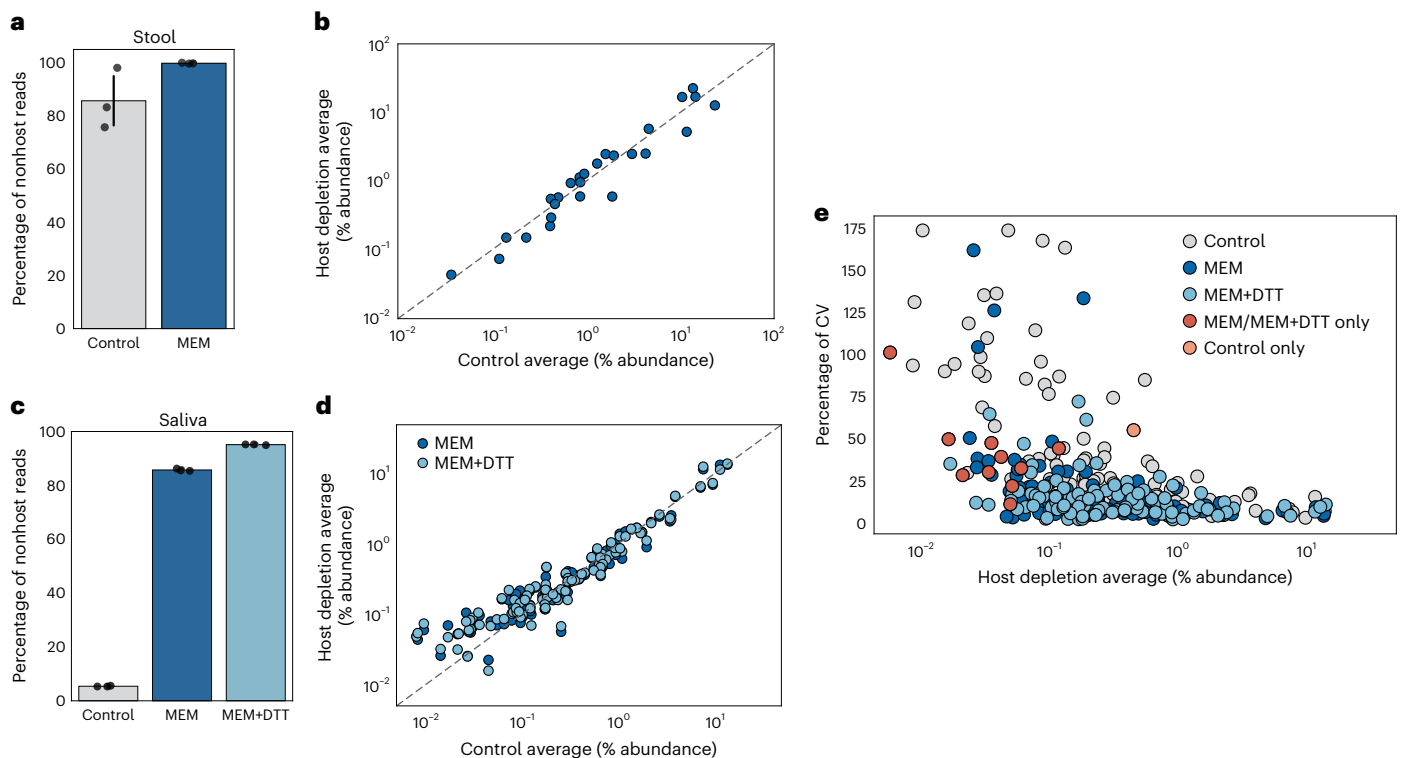 a
Stool
Percentage of nonhost reads
100
80
60
40
20
0
Control
MEM
b
Host depletion average
(% abundance)
10²
10¹
10⁰
10⁻¹
10⁻²
10⁻²
10⁻¹
10⁰
10¹
10²
Control average (% abundance)
c
Saliva
Percentage of nonhost reads
100
80
60
40
20
0
Control
MEM
MEM+DTT
d
MEM
MEM+DTT
Host depletion average
(% abundance)
10¹
10⁰
10⁻¹
10⁻²
10⁻²
10⁻¹
10⁰
10¹
Control average (% abundance)
e
Percentage of CV
175
150
125
100
75
50
25
0
Control
MEM
MEM+DTT
MEM/MEM+DTT only
Control only
10⁻²
10⁻¹
10⁰
10¹
Host depletion average (% abundance)